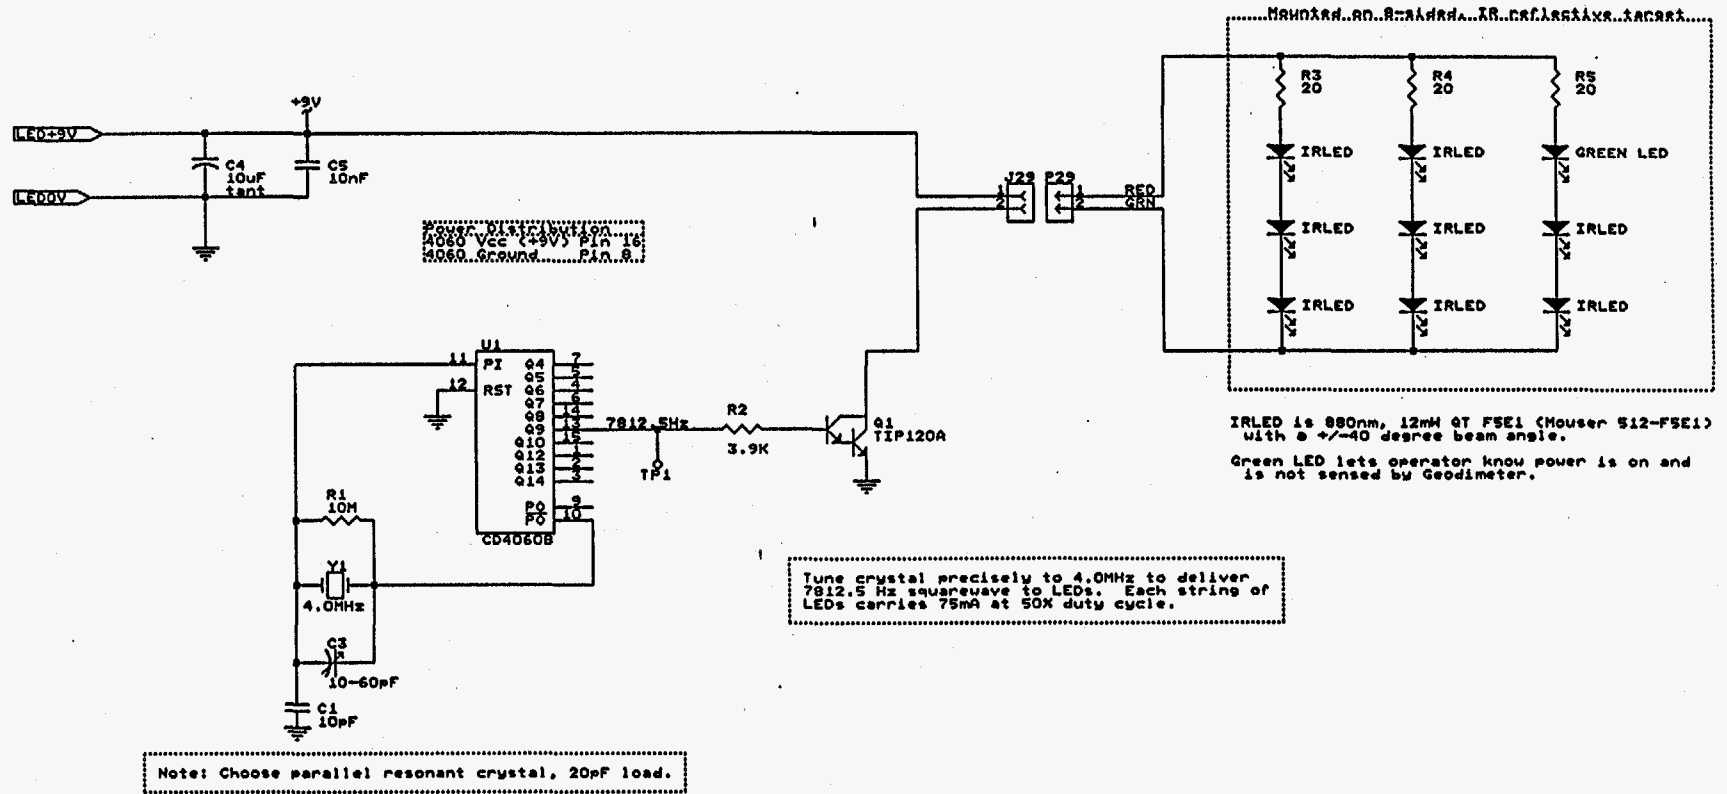 Mounted on 8-sided, IR reflective target
R3
20
R4
20
R5
20
+9V
LED+9V
C4
10uF
tant
C5
10nF
LED0V
IRLED
IRLED
GREEN LED
J29
P29
1
2
1
2
RED
GRN
Power Distribution
4060 Vcc (+9V) Pin 16
4060 Ground Pin 8
IRLED
IRLED
IRLED
IRLED
IRLED
IRLED
U1
11
PI
12
RST
Q4
7
Q5
5
Q6
4
Q7
6
Q8
14
Q9
13
Q10
15
Q12
1
Q13
2
Q14
3
PO
9
PO
10
CD4060B
7812.5Hz
TP1
R2
3.9K
Q1
TIP120A
IRLED is 880nm, 12mW QT F5E1 (Mouser 512-F5E1)
with a +/-40 degree beam angle.
Green LED lets operator know power is on and
is not sensed by Geodimeter.
R1
10M
Y1
4.0MHz
C3
10-60pF
C1
10pF
Tune crystal precisely to 4.0MHz to deliver
7812.5 Hz squarewave to LEDs. Each string of
LEDs carries 75mA at 50% duty cycle.
Note: Choose parallel resonant crystal, 20pF load.